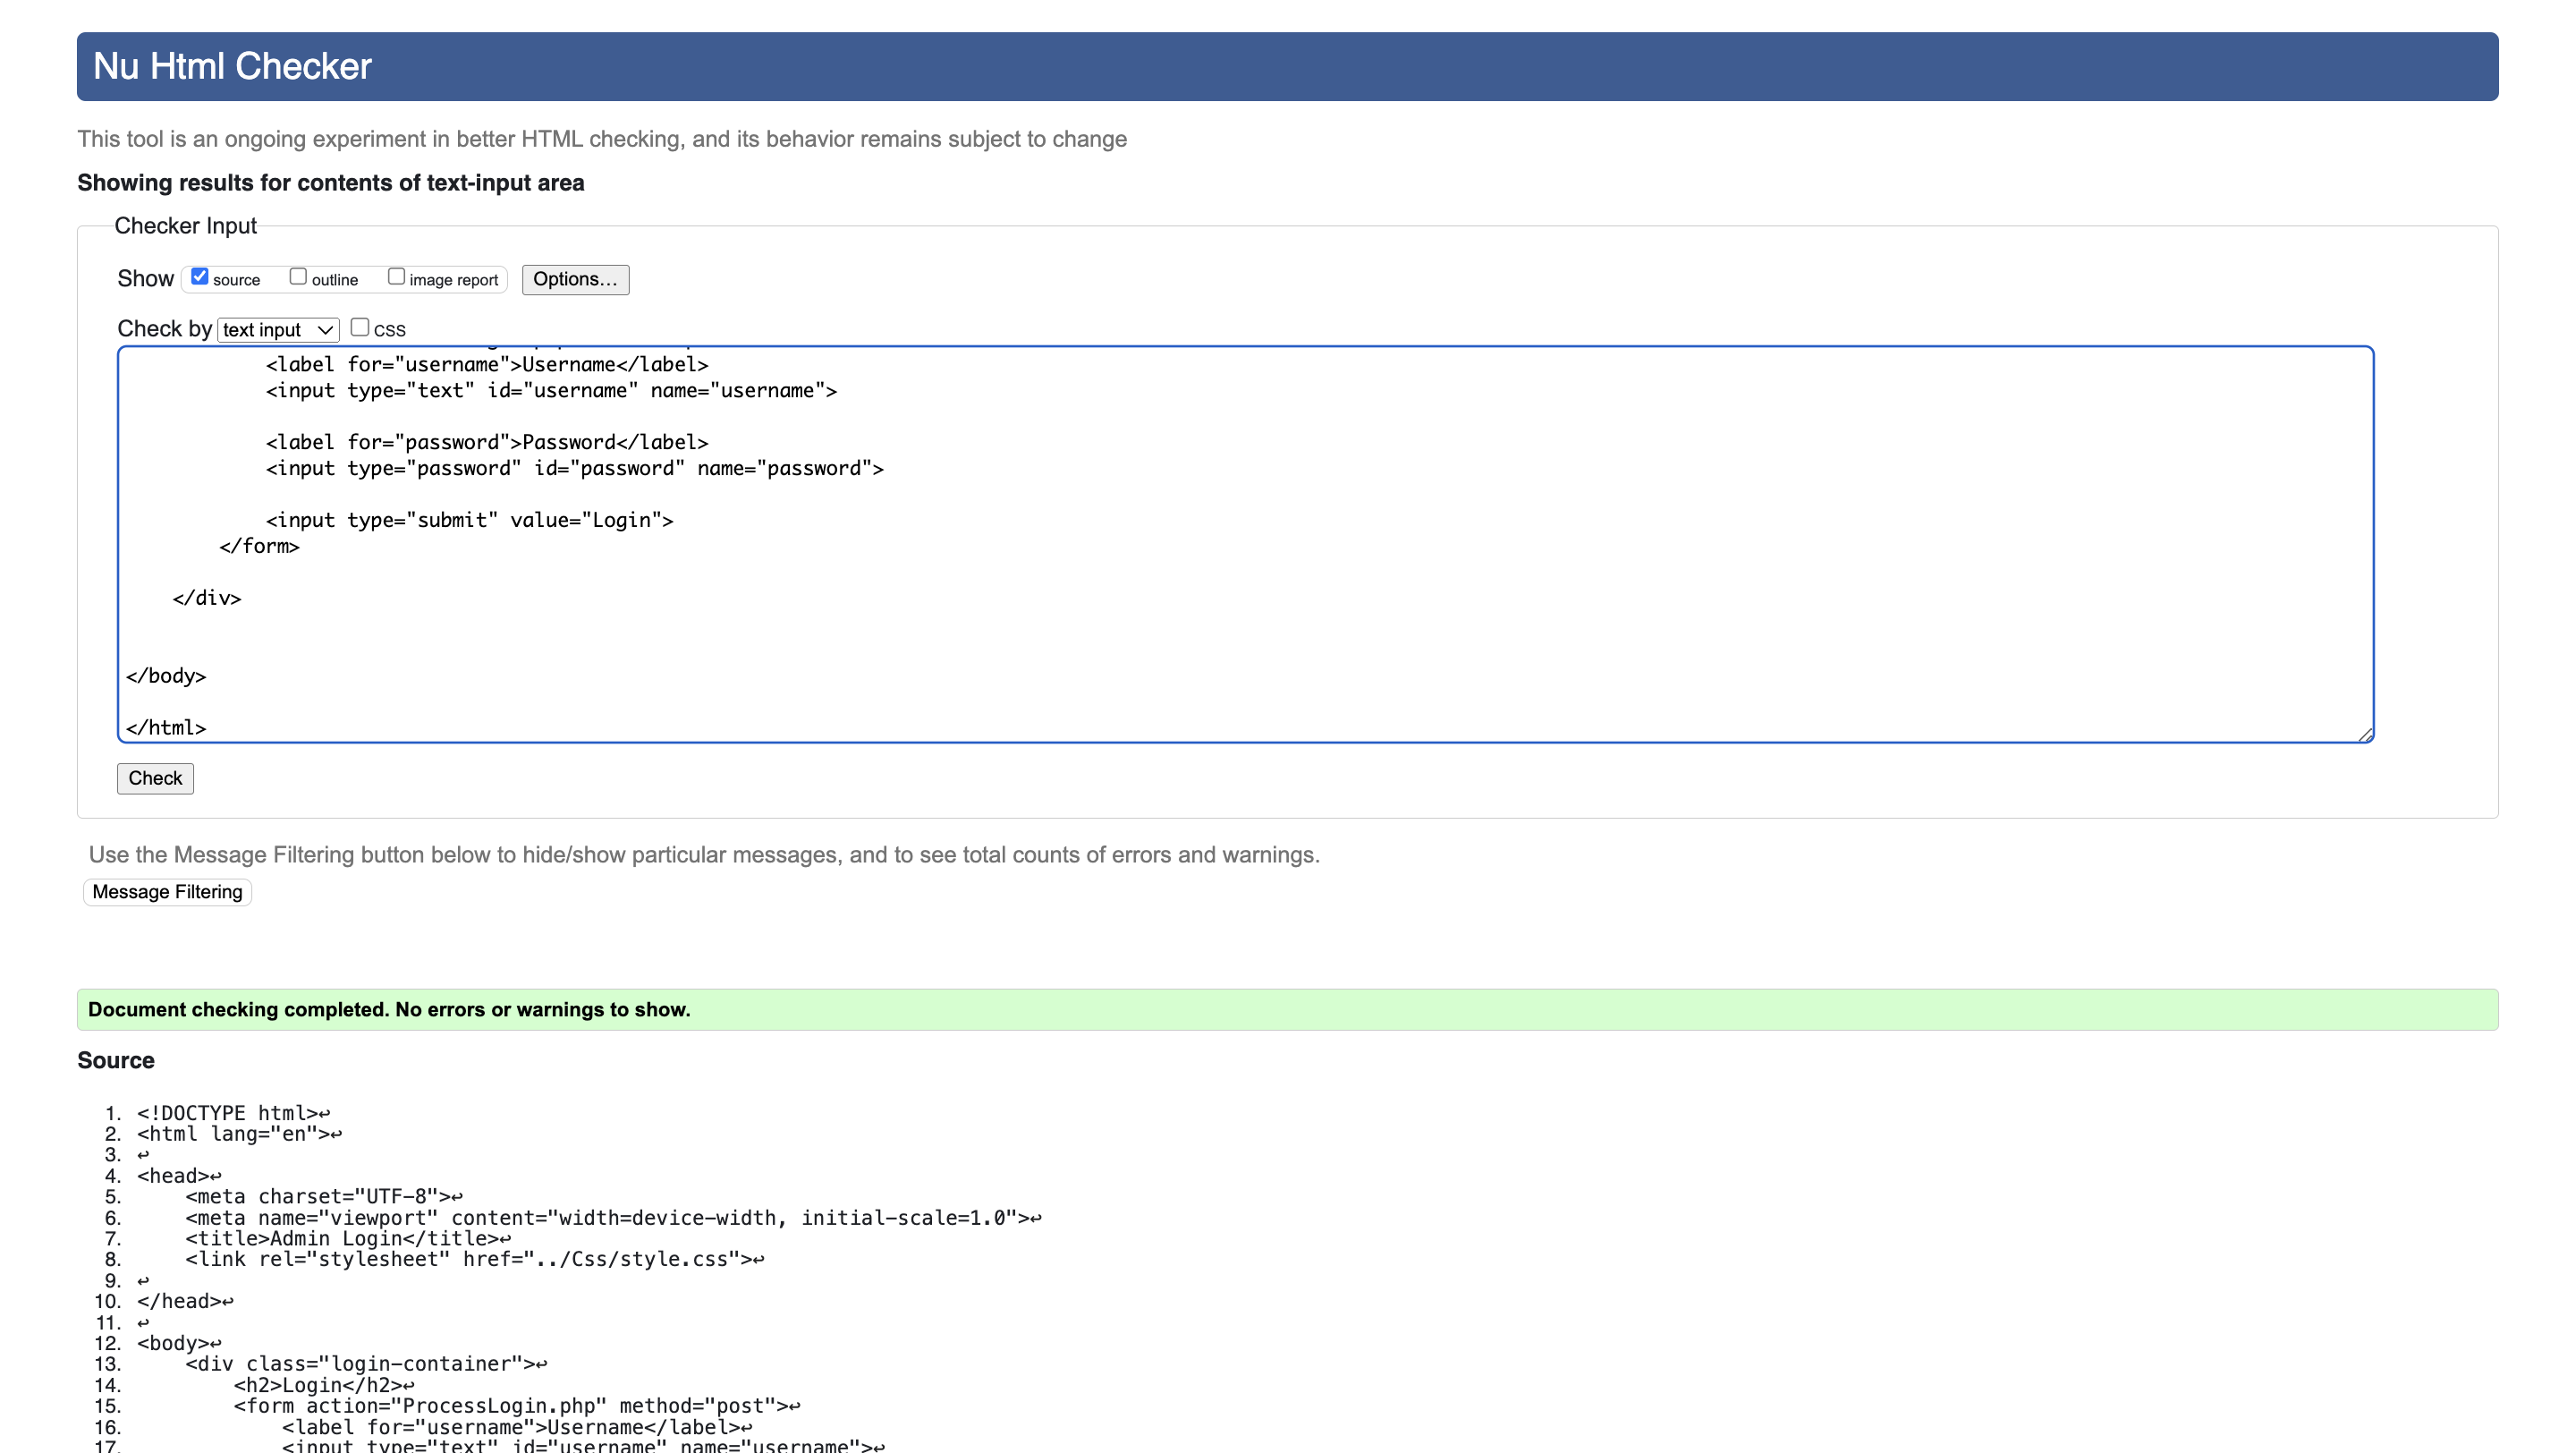 Nu Html Checker
This tool is an ongoing experiment in better HTML checking, and its behavior remains subject to change
Showing results for contents of text-input area
Checker Input
Show source outline image report Options...
Check by text input CSS
<label for="username">Username</label>
<input type="text" id="username" name="username">
<label for="password">Password</label>
<input type="password" id="password" name="password">
<input type="submit" value="Login">
</form>
</div>
</body>
</html>
Check
Use the Message Filtering button below to hide/show particular messages, and to see total counts of errors and warnings.
Message Filtering
Document checking completed. No errors or warnings to show.
Source
1. <!DOCTYPE html>↩
2. <html lang="en">↩
3. ↩
4. <head>↩
5. <meta charset="UTF-8">↩
6. <meta name="viewport" content="width=device-width, initial-scale=1.0">↩
7. <title>Admin Login</title>↩
8. <link rel="stylesheet" href="../Css/style.css">↩
9. ↩
10. </head>↩
11. ↩
12. <body>↩
13. <div class="login-container">↩
14. <h2>Login</h2>↩
15. <form action="ProcessLogin.php" method="post">↩
16. <label for="username">Username</label>↩
17. <input type="text" id="username" name="username">↩